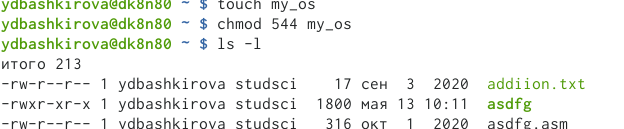 ydbashkirova@dk8n80 ~ $ touch my_os
ydbashkirova@dk8n80 ~ $ chmod 544 my_os
ydbashkirova@dk8n80 ~ $ ls -l
итого 213
-rw-r--r-- 1 ydbashkirova studsci    17 сен  3  2020 addiion.txt
-rwxr-xr-x 1 ydbashkirova studsci  1800 мая 13 10:11 asdfg
-rw-r--r-- 1 ydbashkirova studsci   316 окт  1  2020 asdfg.asm